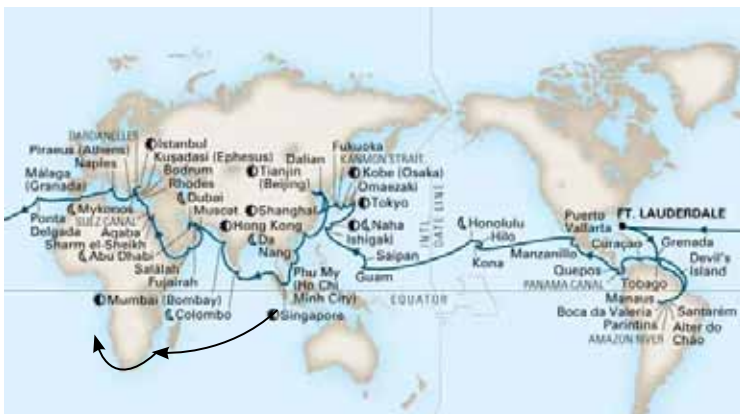 DARDANELLES
Istanbul
Piraeus (Athens)
Kuşadası (Ephesus)
Naples
Bodrum
Málaga
(Granada)
Rhodes
Dubai
Mykonos
Muscat
SUEZ CANAL
Ponta
Delgada
Aqaba
Sharm el-Sheikh
Abu Dhabi
Salalah
Fujairah
Mumbai (Bombay)
Colombo
Dalian
Fukuoka
KANMON STRAIT
Tianjin
(Beijing)
Kobe (Osaka)
Omaezaki
Tokyo
Shanghai
Hong Kong
Naha
Ishigaki
Da
Nang
Saipan
Guam
Phu My
(Ho Chi
Minh City)
Singapore
EQUATOR
INTL
DATE LINE
Honolulu
Hilo
Kona
Puerto
Vallarta
FT. LAUDERDALE
Manzanillo
Curaçao
Grenada
Quepos
Devil's
Island
PANAMA CANAL
Tobago
Manaus
Boca da Valeria
Santarém
Parintins
Alter do
Chão
AMAZON RIVER